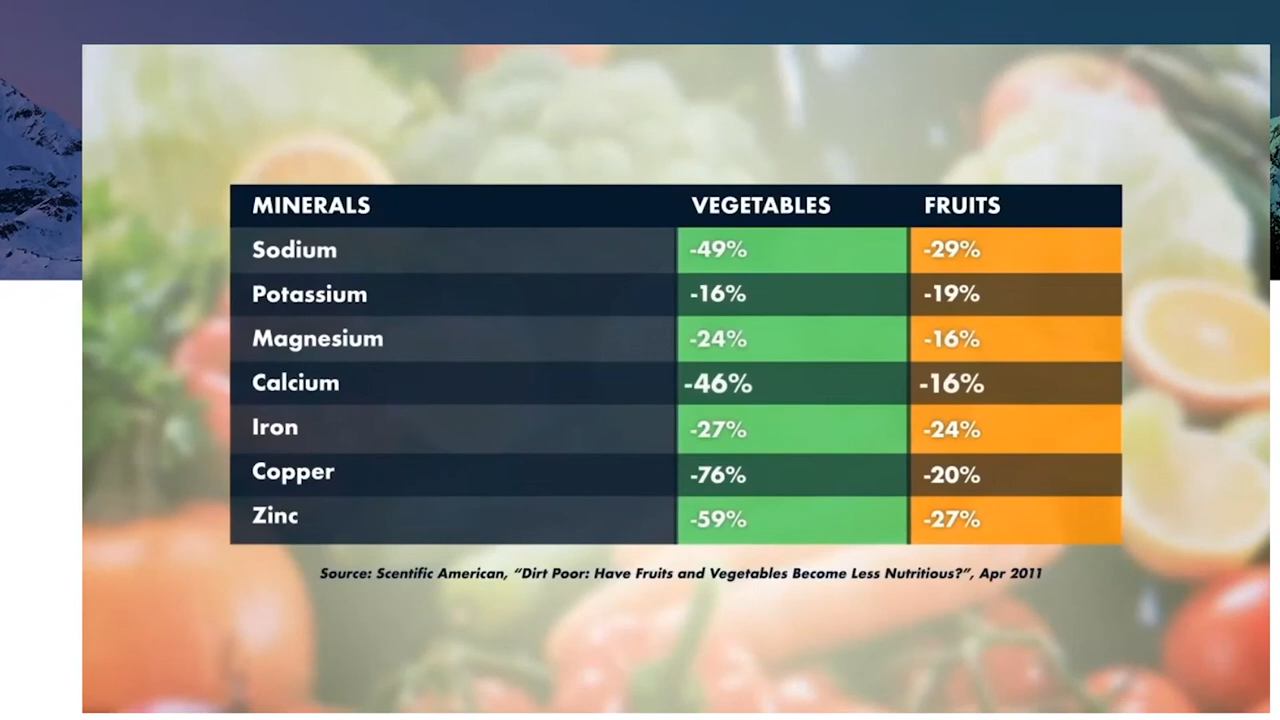 MINERALS VEGETABLES FRUITS
Sodium -49% -29%
Potassium -16% -19%
Magnesium -24% -16%
Calcium -46% -16%
Iron -27% -24%
Copper -76% -20%
Zinc -59% -27%
Source: Scentific American, “Dirt Poor: Have Fruits and Vegetables Become Less Nutritious?”, Apr 2011